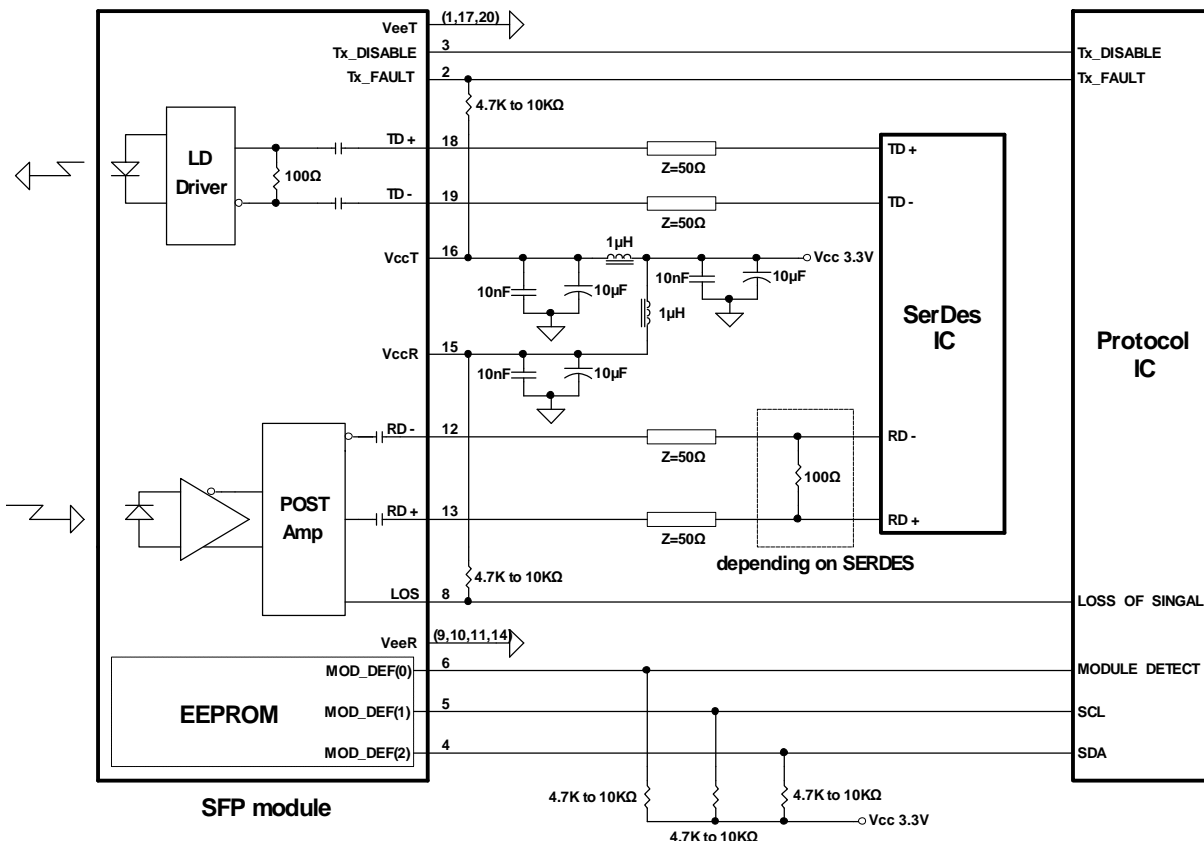 VeeT (1,17,20)
Tx_DISABLE 3 Tx_DISABLE
Tx_FAULT 2 Tx_FAULT
4.7K to 10KΩ
LD
Driver
100Ω
TD+ 18 Z=50Ω TD+
TD- 19 Z=50Ω TD-
VccT 16 1µH Vcc 3.3V
10nF 10µF 10nF 10µF
1µH
SerDes
IC
Protocol
IC
VccR 15
10nF 10µF
RD- 12 Z=50Ω RD-
100Ω
POST
Amp
RD+ 13 Z=50Ω RD+
depending on SERDES
4.7K to 10KΩ
LOS 8 LOSS OF SINGAL
VeeR (9,10,11,14)
EEPROM
MOD_DEF(0) 6 MODULE DETECT
MOD_DEF(1) 5 SCL
MOD_DEF(2) 4 SDA
4.7K to 10KΩ 4.7K to 10KΩ
SFP module
Vcc 3.3V
4.7K to 10KΩ